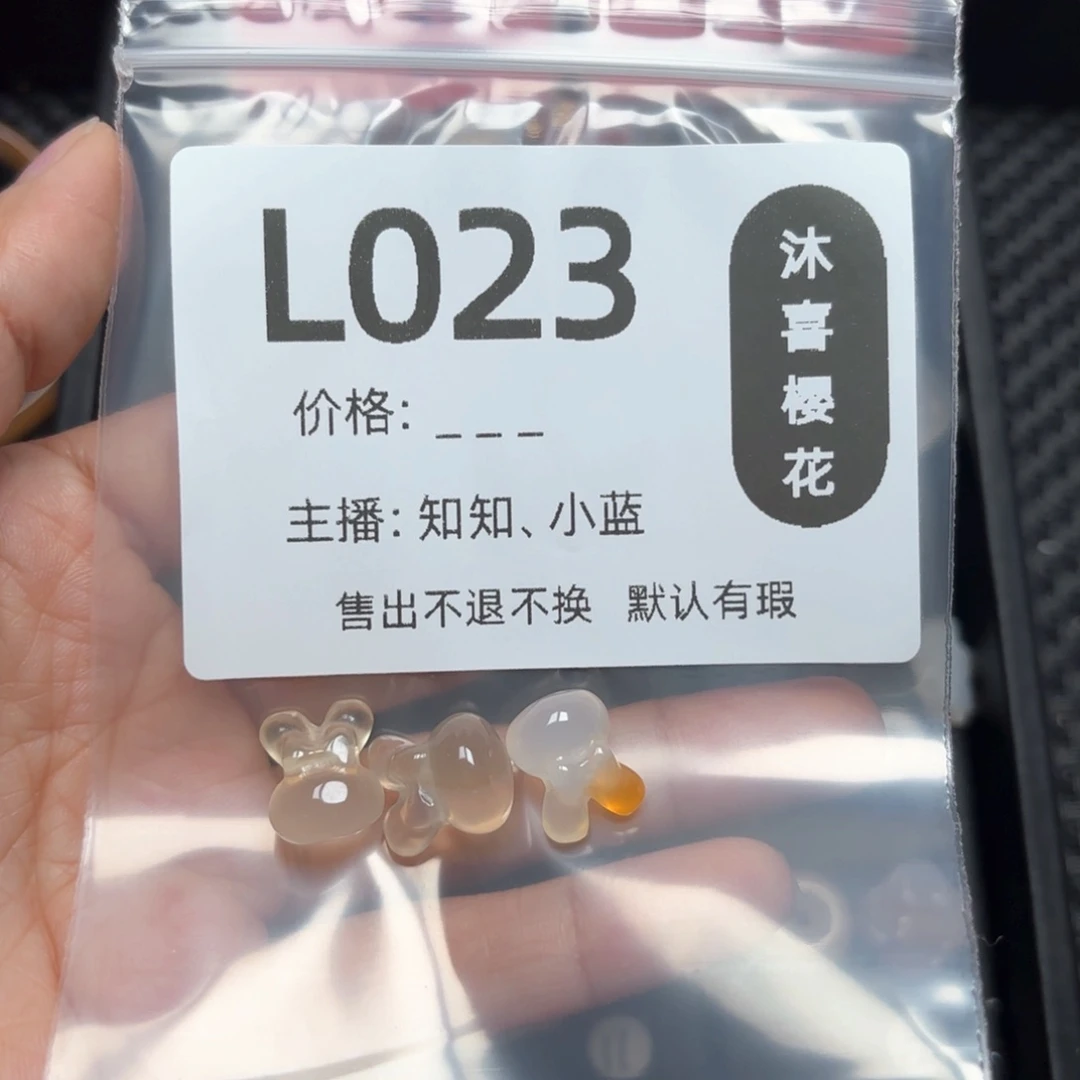 L023
价格: _ _ _
主播: 知知、小蓝
售出不退不换 默认有瑕
沐喜樱花